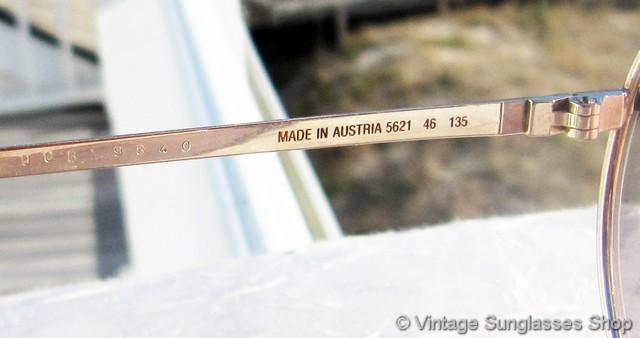 MADE IN AUSTRIA 5621 46 135
© Vintage Sunglasses Shop